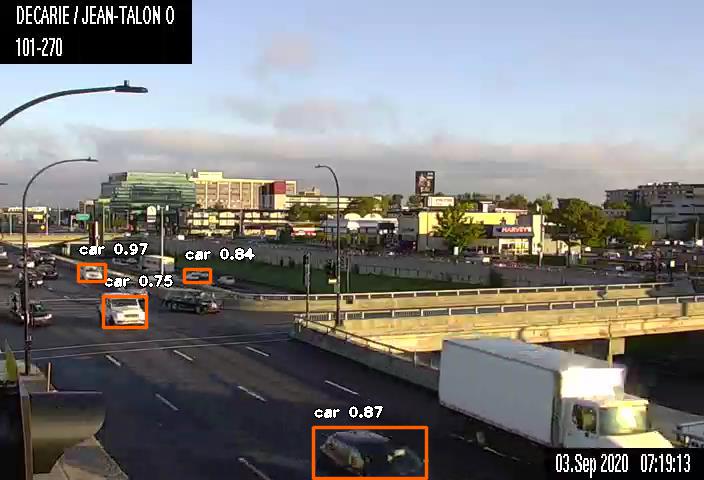 DECARIE / JEAN-TALON O
101-270
car 0.97
car 0.84
car 0.75
HARVEY'S
car 0.87
03.Sep 2020 07:19:13